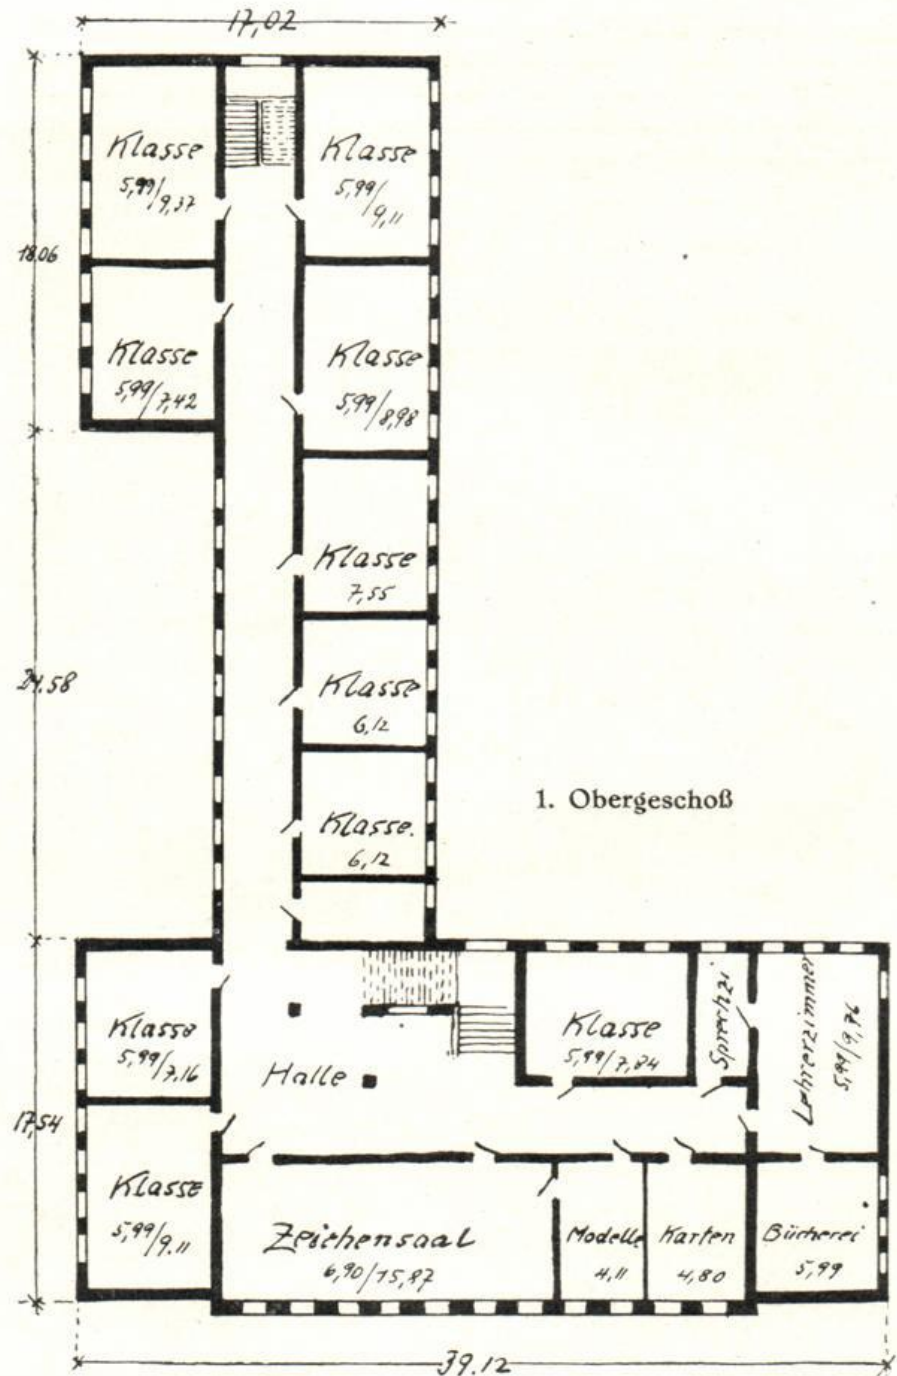 17,02
Klasse
5,99/9,37
Klasse
5,99/9,11
18.06
Klasse
5,99/7,42
Klasse
5,99/8,98
Klasse
7,55
24.58
Klasse
6,12
Klasse.
6,12
1. Obergeschoß
Klasse
5,99/7,16
Halle
Klasse
5,99/7,84
Sprechzi.
Lehrerzimmer
5,99/9,76
17,54
Klasse
5,99/9.11
Zeichensaal
6,90/15,87
Modelle
4,11
Karten
4,80
Bücherei
5,99
39.12